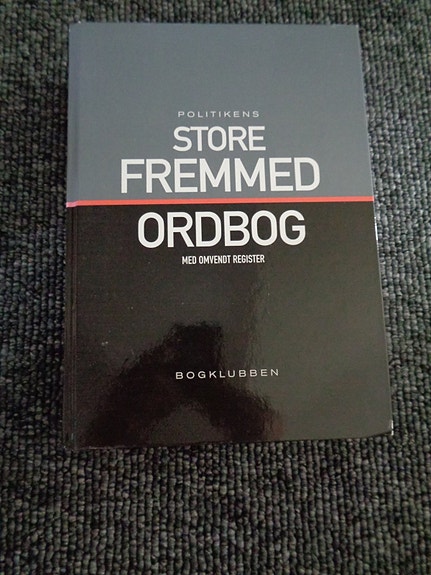 POLITIKENS
STORE
FREMMED
ORDBOG
MED OMVENDT REGISTER
BOGKLUBBEN